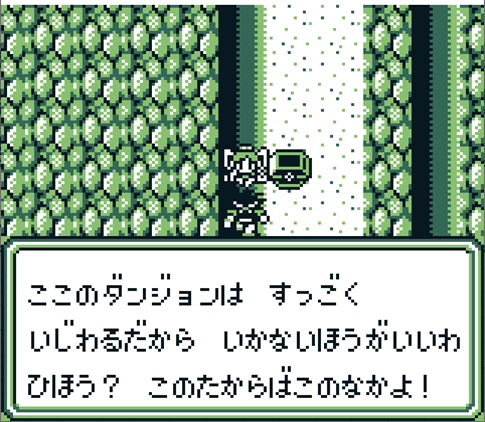 ここのダンジョンは　すっごく
いじわるだから　いかないほうがいいわ
ひほう？　このたからばこのなかよ！